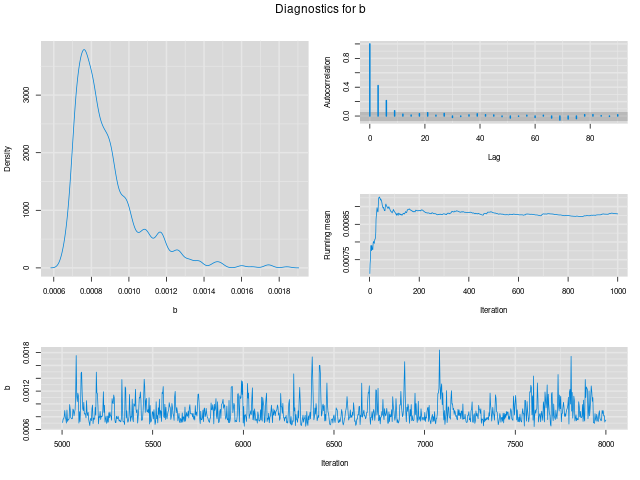 Diagnostics for b
Density
0 1000 3000
0.0006 0.0008 0.0010 0.0012 0.0014 0.0016 0.0018
b
Autocorrelation
0.0 0.4 0.8
0 20 40 60 80
Lag
Running mean
0.00075 0.00085
0 200 400 600 800 1000
Iteration
b
0.0006 0.0012 0.0018
5000 5500 6000 6500 7000 7500 8000
Iteration